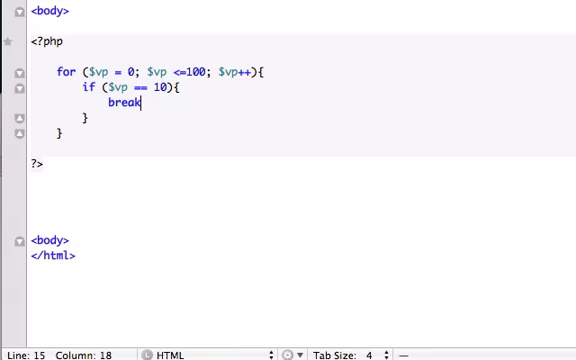 <body>
<?php
for ($vp = 0; $vp <=100; $vp++){
if ($vp == 10){
break
}
}
?>
<body>
</html>
Line: 15 Column: 18 L HTML Tab Size: 4 —